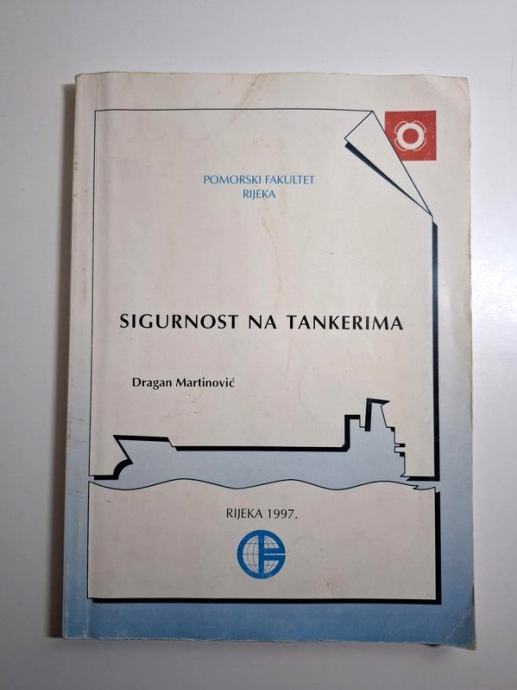 POMORSKI FAKULTET
RIJEKA
SIGURNOST NA TANKERIMA
Dragan Martinović
RIJEKA 1997.